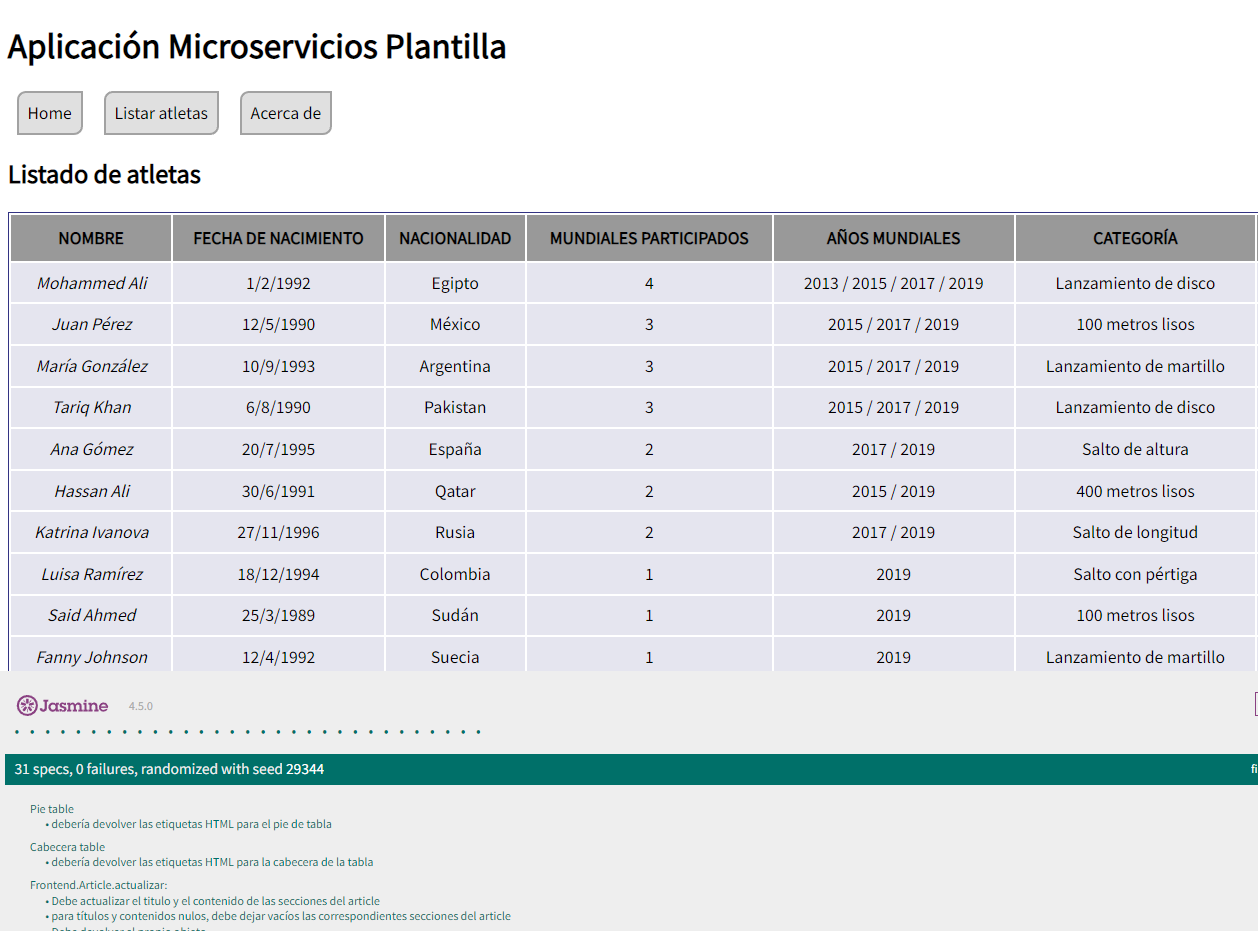 Aplicación Microservicios Plantilla
Home Listar atletas Acerca de
Listado de atletas
NOMBRE FECHA DE NACIMIENTO NACIONALIDAD MUNDIALES PARTICIPADOS AÑOS MUNDIALES CATEGORÍA
Mohammed Ali 1/2/1992 Egipto 4 2013 / 2015 / 2017 / 2019 Lanzamiento de disco
Juan Pérez 12/5/1990 México 3 2015 / 2017 / 2019 100 metros lisos
María González 10/9/1993 Argentina 3 2015 / 2017 / 2019 Lanzamiento de martillo
Tariq Khan 6/8/1990 Pakistan 3 2015 / 2017 / 2019 Lanzamiento de disco
Ana Gómez 20/7/1995 España 2 2017 / 2019 Salto de altura
Hassan Ali 30/6/1991 Qatar 2 2015 / 2019 400 metros lisos
Katrina Ivanova 27/11/1996 Rusia 2 2017 / 2019 Salto de longitud
Luisa Ramírez 18/12/1994 Colombia 1 2019 Salto con pértiga
Said Ahmed 25/3/1989 Sudán 1 2019 100 metros lisos
Fanny Johnson 12/4/1992 Suecia 1 2019 Lanzamiento de martillo
Jasmine 4.5.0
31 specs, 0 failures, randomized with seed 29344
Pie table
• debería devolver las etiquetas HTML para el pie de tabla
Cabecera table
• debería devolver las etiquetas HTML para la cabecera de la tabla
Frontend.Article.actualizar:
• Debe actualizar el titulo y el contenido de las secciones del article
• para títulos y contenidos nulos, debe dejar vacíos las correspondientes secciones del article